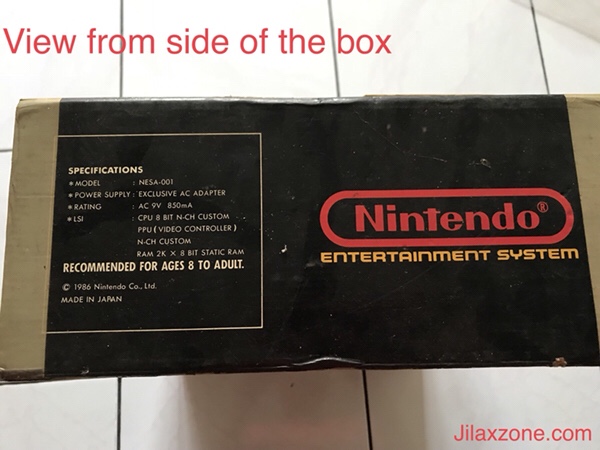 View from side of the box
SPECIFICATIONS
* MODEL : NESA-001
* POWER SUPPLY : EXCLUSIVE AC ADAPTER
* RATING : AC 9V 850mA
* LSI : CPU 8 BIT N-CH CUSTOM
PPU (VIDEO CONTROLLER)
N-CH CUSTOM
RAM 2K × 8 BIT STATIC RAM
RECOMMENDED FOR AGES 8 TO ADULT.
© 1986 Nintendo Co., Ltd.
MADE IN JAPAN
Nintendo®
ENTERTAINMENT SYSTEM
Jilaxzone.com